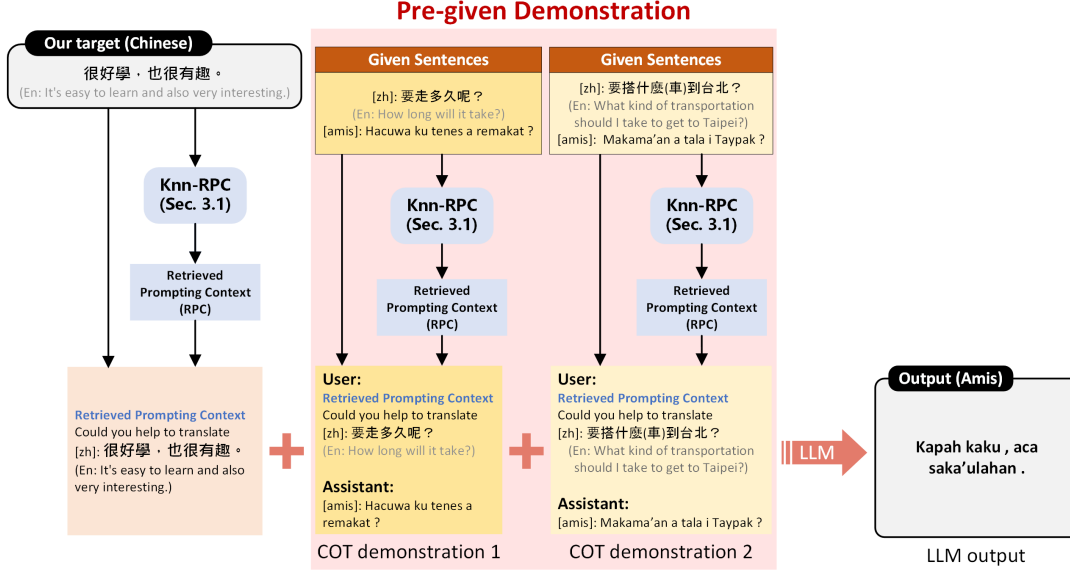 Pre-given Demonstration
Our target (Chinese)
很好學，也很有趣。
(En: It's easy to learn and also very interesting.)
Knn-RPC
(Sec. 3.1)
Retrieved
Prompting Context
(RPC)
Retrieved Prompting Context
Could you help to translate
[zh]: 很好學，也很有趣。
(En: It's easy to learn and also
very interesting.)
Given Sentences
[zh]: 要走多久呢？
(En: How long will it take?)
[amis]: Hacuwa ku tenes a remakat ?
Knn-RPC
(Sec. 3.1)
Retrieved
Prompting Context
(RPC)
User:
Retrieved Prompting Context
Could you help to translate
[zh]: 要走多久呢？
(En: How long will it take?)
Assistant:
[amis]: Hacuwa ku tenes a
remakat ?
COT demonstration 1
Given Sentences
[zh]: 要搭什麼(車)到台北？
(En: What kind of transportation
should I take to get to Taipei?)
[amis]: Makama’an a tala i Taypak ?
Knn-RPC
(Sec. 3.1)
Retrieved
Prompting Context
(RPC)
User:
Retrieved Prompting Context
Could you help to translate
[zh]: 要搭什麼(車)到台北？
(En: What kind of transportation
should I take to get to Taipei?)
Assistant:
[amis]: Makama’an a tala i Taypak ?
COT demonstration 2
LLM
Output (Amis)
Kapah kaku , aca
saka’ulahan .
LLM output